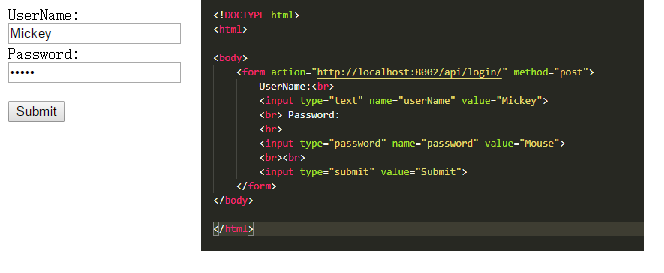 UserName:
Mickey
Password:
•••••
Submit
<!DOCTYPE html>
<html>
<body>
<form action="http://localhost:8002/api/login/" method="post">
UserName:<br>
<input type="text" name="userName" value="Mickey">
<br> Password:
<br>
<input type="password" name="password" value="Mouse">
<br><br>
<input type="submit" value="Submit">
</form>
</body>
</html>